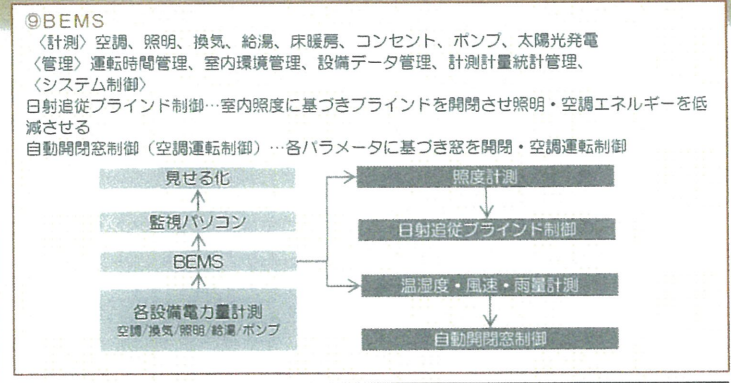 ⑨BEMS
〈計測〉空調、照明、換気、給湯、床暖房、コンセント、ポンプ、太陽光発電
〈管理〉運転時間管理、室内環境管理、設備データ管理、計測計量統計管理、
〈システム制御〉
日射追従ブラインド制御…室内照度に基づきブラインドを開閉させ照明・空調エネルギーを低
減させる
自動開閉窓制御（空調運転制御）…各パラメータに基づき窓を開閉・空調運転制御
見せる化
監視パソコン
BEMS
各設備電力量計測
空調/換気/照明/給湯/ポンプ
照度計測
日射追従ブラインド制御
温湿度・風速・雨量計測
自動開閉窓制御